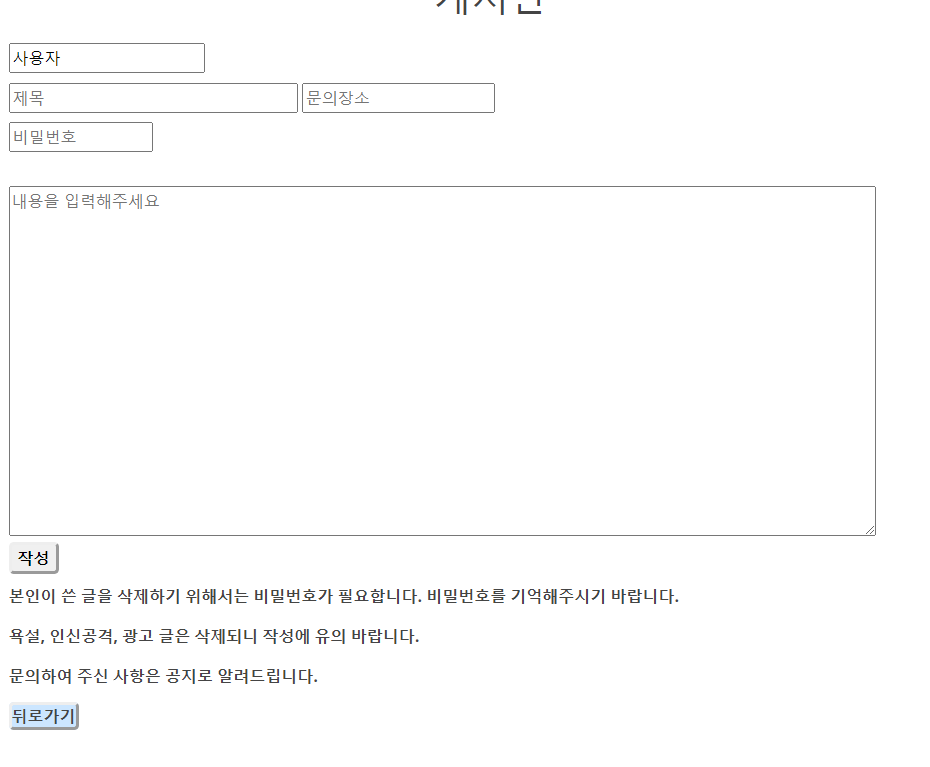 게시판
사용자
제목 문의장소
비밀번호
내용을 입력해주세요
작성
본인이 쓴 글을 삭제하기 위해서는 비밀번호가 필요합니다. 비밀번호를 기억해주시기 바랍니다.
욕설, 인신공격, 광고 글은 삭제되니 작성에 유의 바랍니다.
문의하여 주신 사항은 공지로 알려드립니다.
뒤로가기